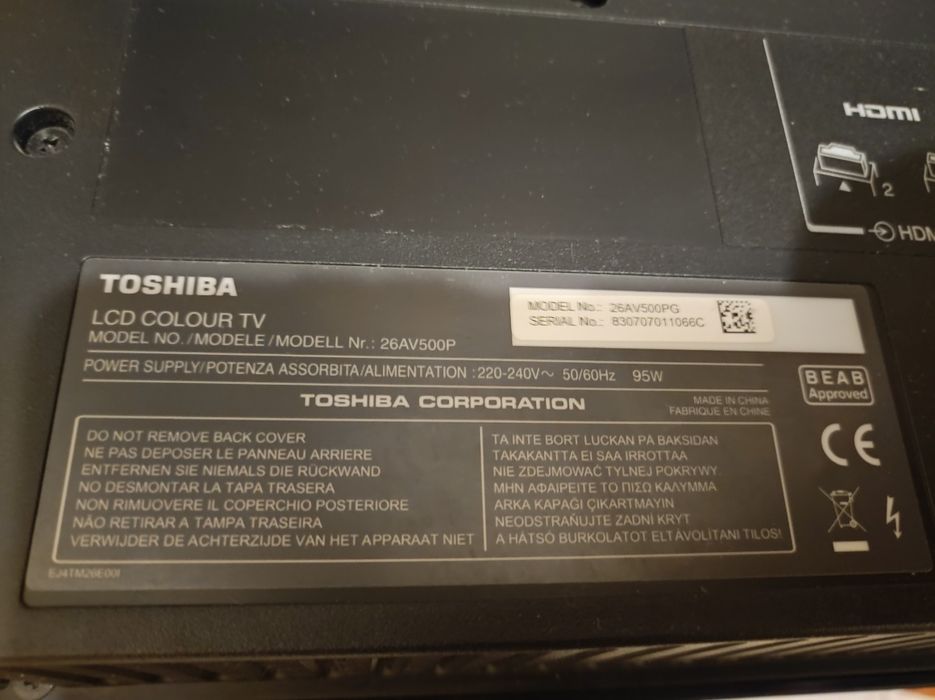 HDMI
2
HDM
TOSHIBA
LCD COLOUR TV
MODEL NO./MODELE/MODELL Nr.: 26AV500P
MODEL No.: 26AV500PG
SERIAL No.: 830707011066C
POWER SUPPLY/POTENZA ASSORBITA/ALIMENTATION :220-240V~ 50/60Hz 95W
TOSHIBA CORPORATION
MADE IN CHINA
FABRIQUE EN CHINE
BEAB
Approved
CE
DO NOT REMOVE BACK COVER
NE PAS DEPOSER LE PANNEAU ARRIERE
ENTFERNEN SIE NIEMALS DIE RÜCKWAND
NO DESMONTAR LA TAPA TRASERA
NON RIMUOVERE IL COPERCHIO POSTERIORE
NÃO RETIRAR A TAMPA TRASEIRA
VERWIJDER DE ACHTERZIJDE VAN HET APPARAAT NIET
TA INTE BORT LUCKAN PÅ BAKSIDAN
TAKAKANTTA EI SAA IRROTTAA
NIE ZDEJMOWAĆ TYLNEJ POKRYWY
ΜΗΝ ΑΦΑΙΡΕΙΤΕ ΤΟ ΠΙΣΩ ΚΑΛΥΜΜΑ
ARKA KAPAĞI ÇIKARTMAYIN
NEODSTRAŇUJTE ZADNÍ KRYT
A HÁTSÓ BURKOLATOT ELTÁVOLÍTANI TILOS!
EJ4TM26E00I